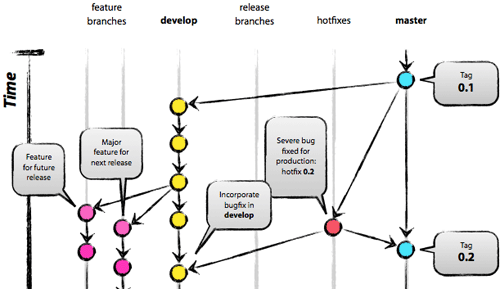 feature
branches
develop
release
branches
hotfixes
master
Time
Tag
0.1
Major
feature for
next release
Severe bug
fixed for
production:
hotfix 0.2
Feature
for future
release
Incorporate
bugfix in
develop
Tag
0.2